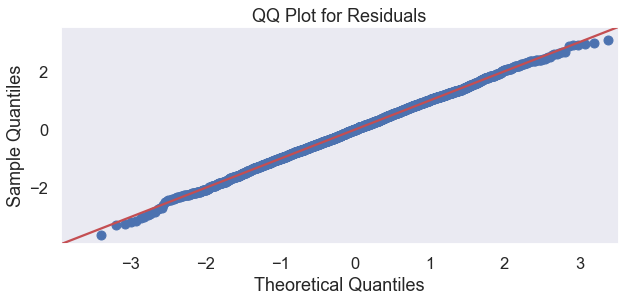 QQ Plot for Residuals
Sample Quantiles
2
0
−2
−3 −2 −1 0 1 2 3
Theoretical Quantiles